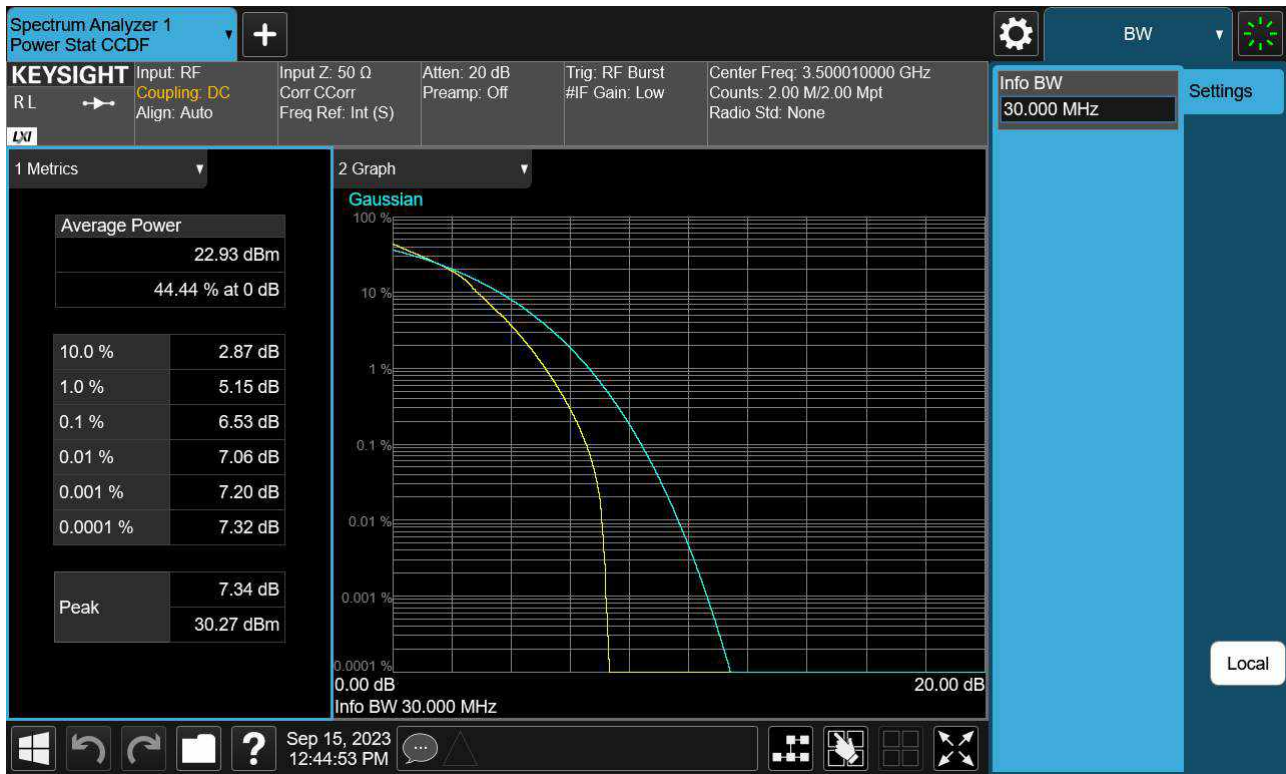 Spectrum Analyzer 1
Power Stat CCDF
BW
KEYSIGHT
RL
LXI
Input: RF
Coupling: DC
Align: Auto
Input Z: 50 Ω
Corr CCorr
Freq Ref: Int (S)
Atten: 20 dB
Preamp: Off
Trig: RF Burst
#IF Gain: Low
Center Freq: 3.500010000 GHz
Counts: 2.00 M/2.00 Mpt
Radio Std: None
Info BW
30.000 MHz
Settings
1 Metrics
Average Power
22.93 dBm
44.44 % at 0 dB
10.0 % 2.87 dB
1.0 % 5.15 dB
0.1 % 6.53 dB
0.01 % 7.06 dB
0.001 % 7.20 dB
0.0001 % 7.32 dB
Peak
7.34 dB
30.27 dBm
2 Graph
Gaussian
100 %
10 %
1 %
0.1 %
0.01 %
0.001 %
0.0001 %
0.00 dB 20.00 dB
Info BW 30.000 MHz
Local
?
Sep 15, 2023
12:44:53 PM